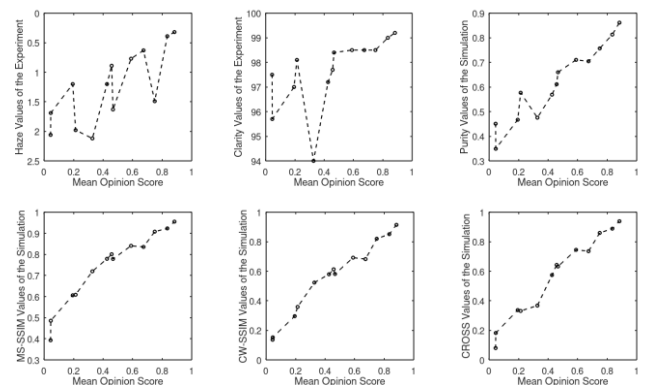 Haze Values of the Experiment
0
0.5
1
1.5
2
2.5
0 0.2 0.4 0.6 0.8 1
Mean Opinion Score
Clarity Values of the Experiment
100
99
98
97
96
95
94
0 0.2 0.4 0.6 0.8 1
Mean Opinion Score
Purity Values of the Simulation
0.9
0.8
0.7
0.6
0.5
0.4
0.3
0 0.2 0.4 0.6 0.8 1
Mean Opinion Score
MS-SSIM Values of the Simulation
1
0.9
0.8
0.7
0.6
0.5
0.4
0.3
0 0.2 0.4 0.6 0.8 1
Mean Opinion Score
CW-SSIM Values of the Simulation
1
0.8
0.6
0.4
0.2
0
0 0.2 0.4 0.6 0.8 1
Mean Opinion Score
CROSS Values of the Simulation
1
0.8
0.6
0.4
0.2
0
0 0.2 0.4 0.6 0.8 1
Mean Opinion Score